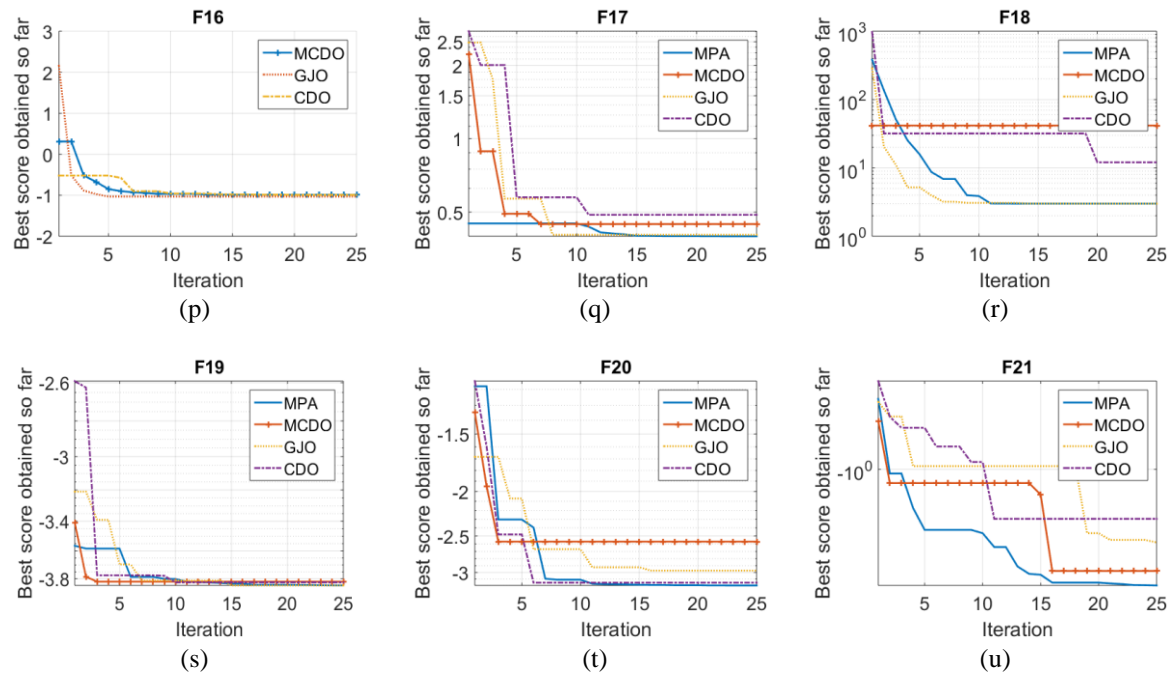 F16
Best score obtained so far
3
2
1
0
-1
-2
MCDO
GJO
CDO
5
10
15
20
25
Iteration
(p)
F17
Best score obtained so far
2.5
2
1.5
1
0.5
MPA
MCDO
GJO
CDO
5
10
15
20
25
Iteration
(q)
F18
Best score obtained so far
10³
10²
10¹
10⁰
MPA
MCDO
GJO
CDO
5
10
15
20
25
Iteration
(r)
F19
Best score obtained so far
-2.6
-3
-3.4
-3.8
MPA
MCDO
GJO
CDO
5
10
15
20
25
Iteration
(s)
F20
Best score obtained so far
-1.5
-2
-2.5
-3
MPA
MCDO
GJO
CDO
5
10
15
20
25
Iteration
(t)
F21
Best score obtained so far
-10⁰
MPA
MCDO
GJO
CDO
5
10
15
20
25
Iteration
(u)